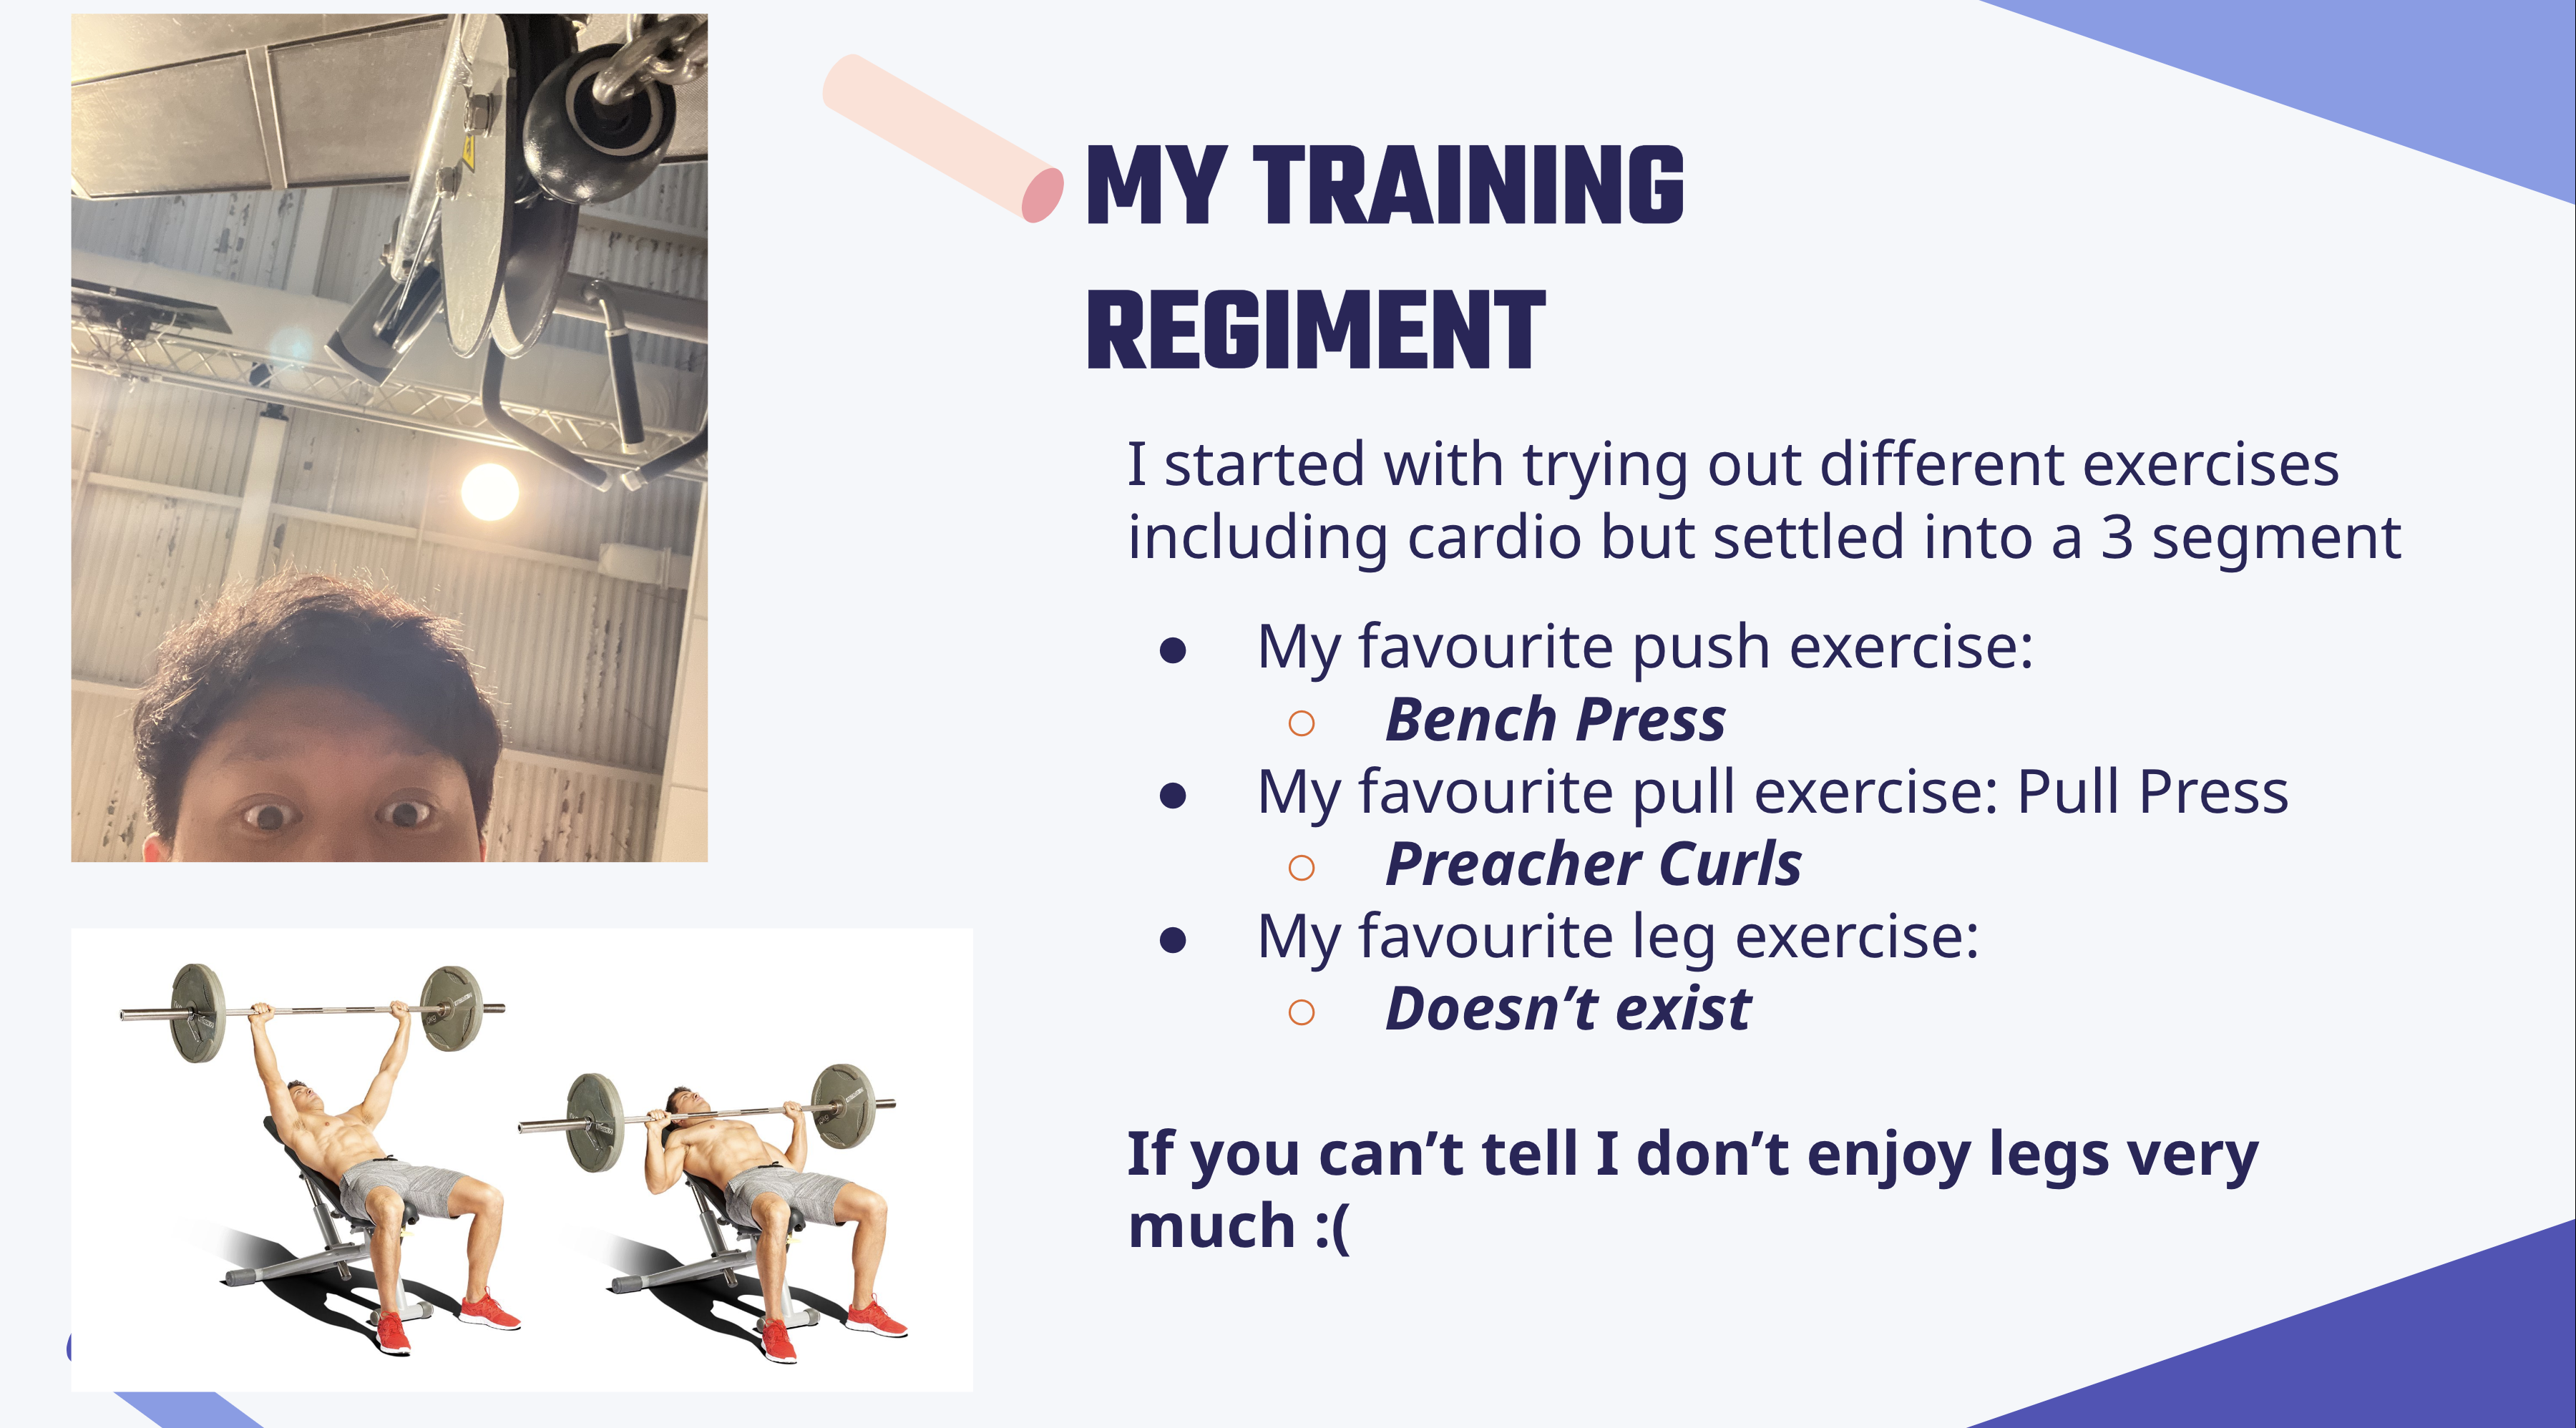 MY TRAINING
REGIMENT
I started with trying out different exercises
including cardio but settled into a 3 segment
● My favourite push exercise:
○ Bench Press
● My favourite pull exercise: Pull Press
○ Preacher Curls
● My favourite leg exercise:
○ Doesn’t exist
If you can’t tell I don’t enjoy legs very
much :(